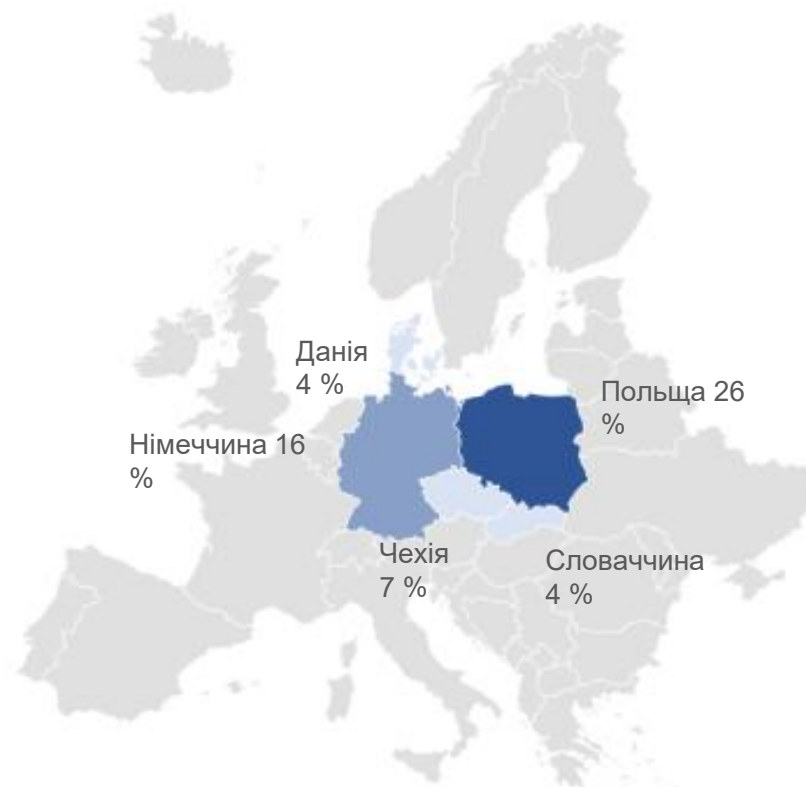 Данія
4 %
Польща 26
%
Німеччина 16
%
Чехія
7 %
Словаччина
4 %